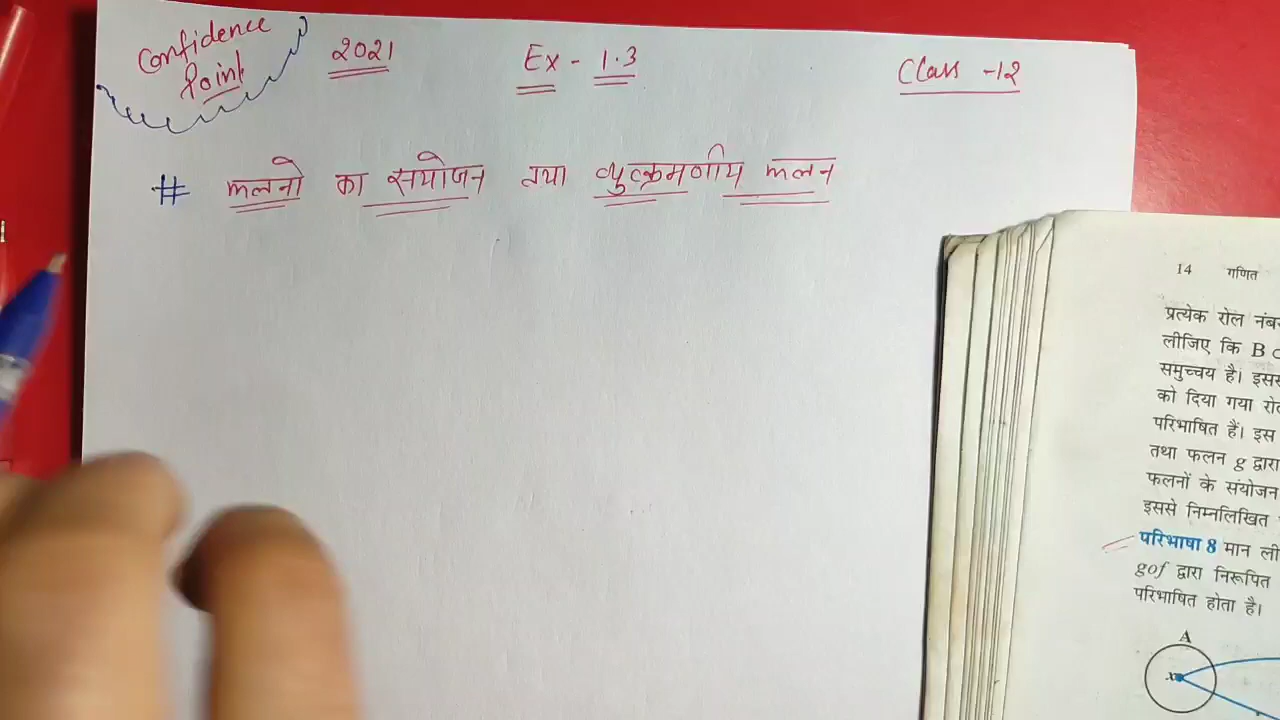 Confidence
Point
2021
Ex - 1.3
Class -12
# फलनो का सयोजन तथा व्युत्क्रमणीय फलन
14 गणित
प्रत्येक रोल
लीजिए कि B
समुच्चय है।
को दिया गया
परिभाषित हैं। इस
तथा फलन g द्वारा
फलनों के संयोजन
इससे निम्नलिखित
परिभाषा 8 मान
gof द्वारा निरूपित
परिभाषित होता है।
A
x